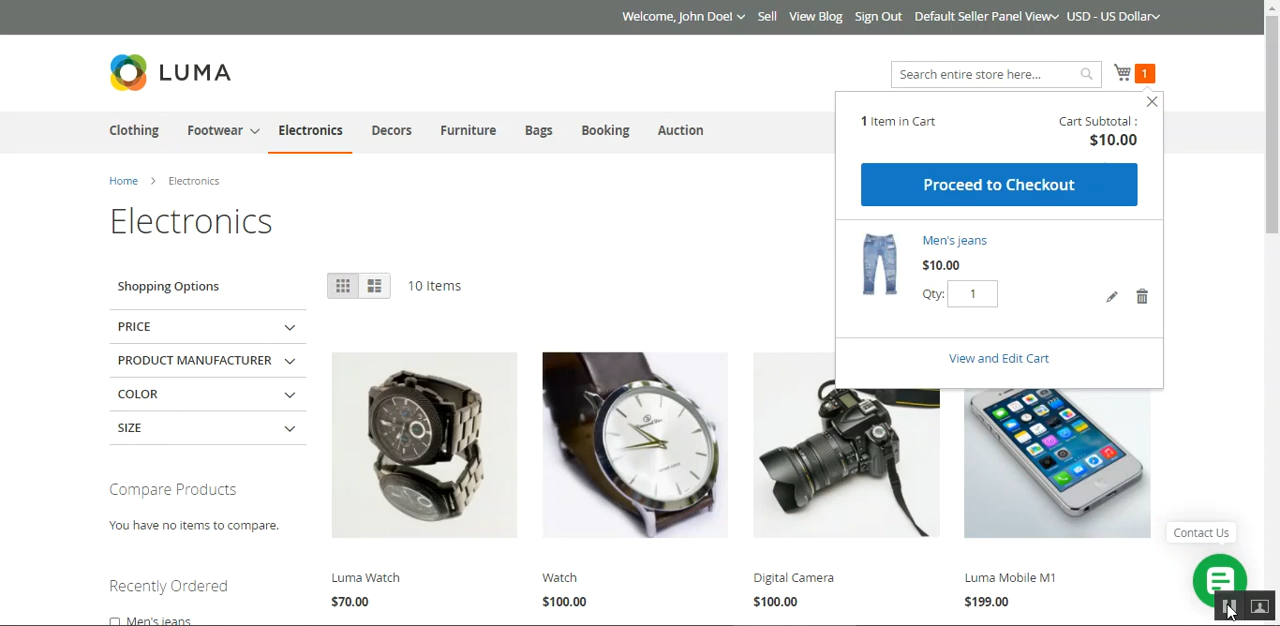 Welcome, John Doe! Sell View Blog Sign Out Default Seller Panel View USD - US Dollar
LUMA
Search entire store here...
1
Clothing Footwear Electronics Decors Furniture Bags Booking Auction
1 Item in Cart
Cart Subtotal :
$10.00
Proceed to Checkout
Men's jeans
$10.00
Qty: 1
View and Edit Cart
Home Electronics
Electronics
Shopping Options
10 Items
PRICE
PRODUCT MANUFACTURER
COLOR
SIZE
Compare Products
You have no items to compare.
Recently Ordered
Men's jeans
Luma Watch
$70.00
Watch
$100.00
Digital Camera
$100.00
Luma Mobile M1
$199.00
Contact Us